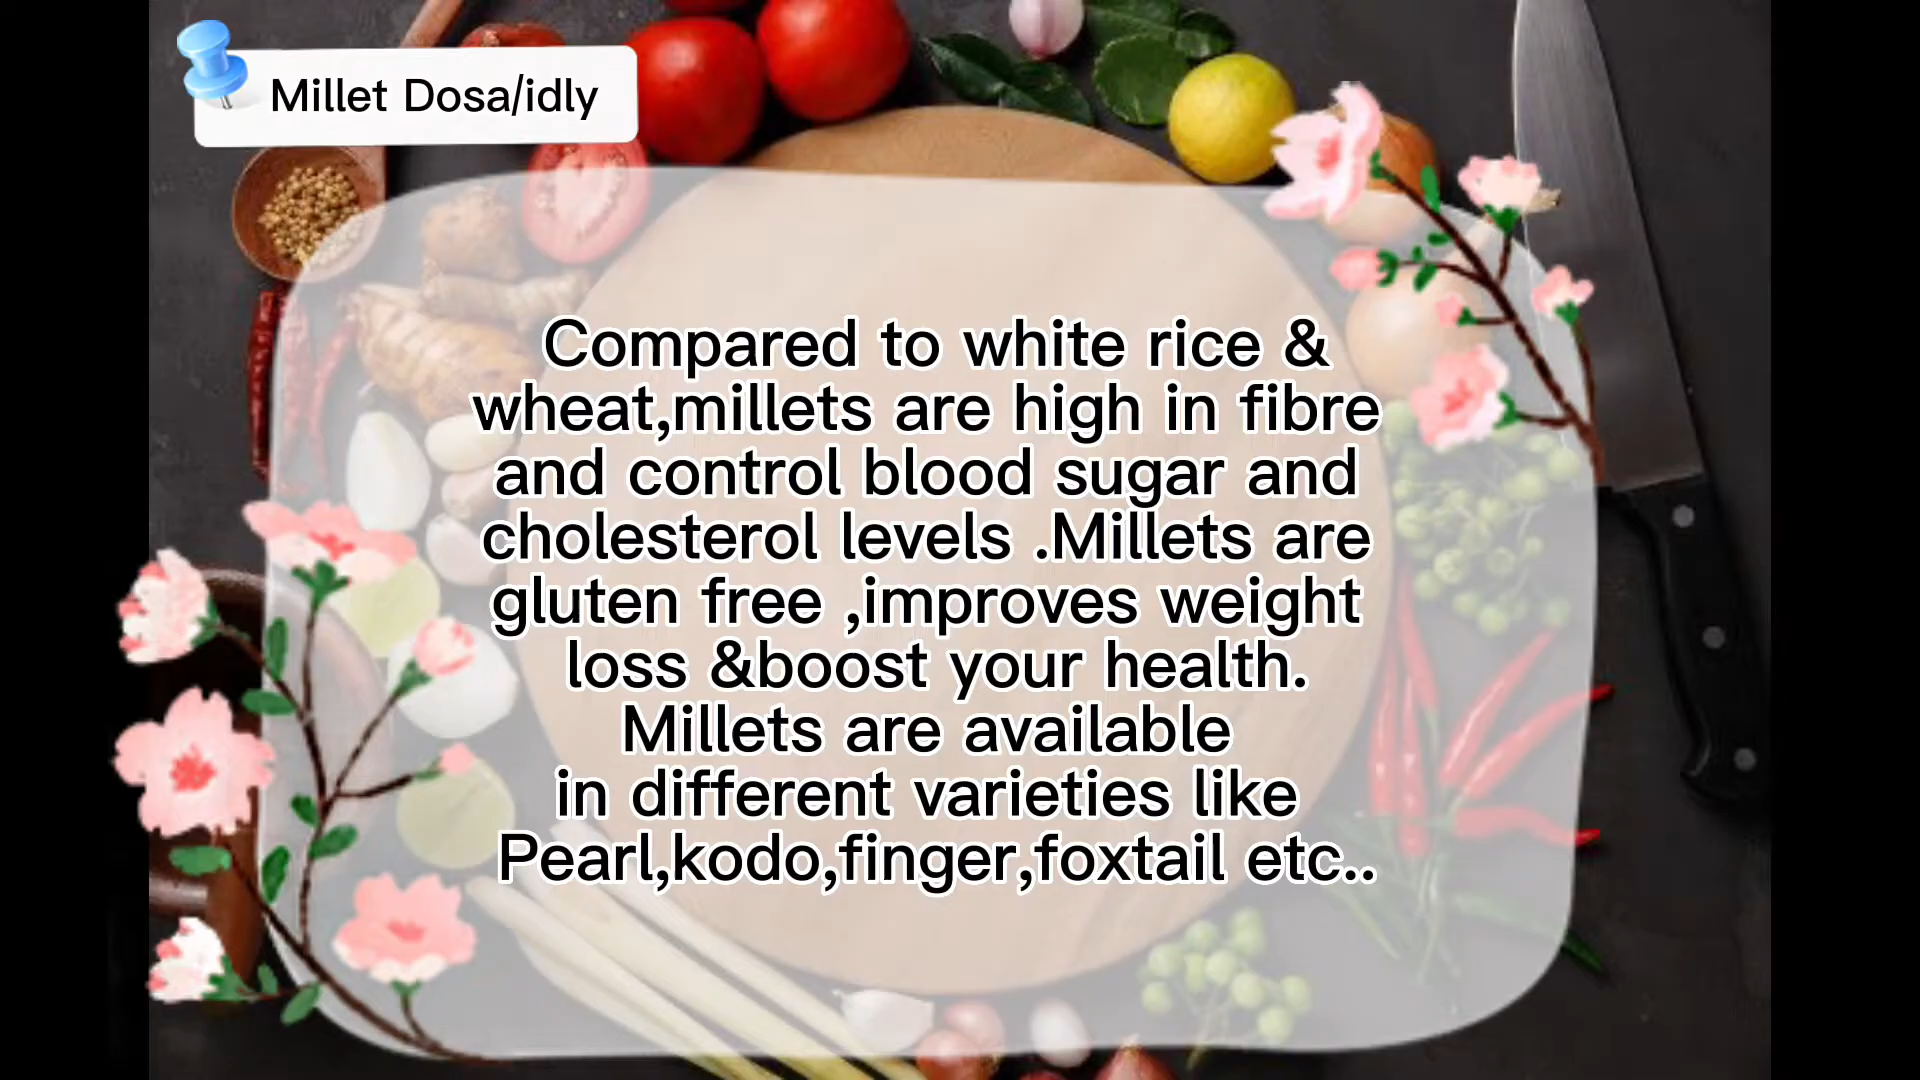 Millet Dosa/idly
Compared to white rice &
wheat,millets are high in fibre
and control blood sugar and
cholesterol levels .Millets are
gluten free ,improves weight
loss &boost your health.
Millets are available
in different varieties like
Pearl,kodo,finger,foxtail etc..